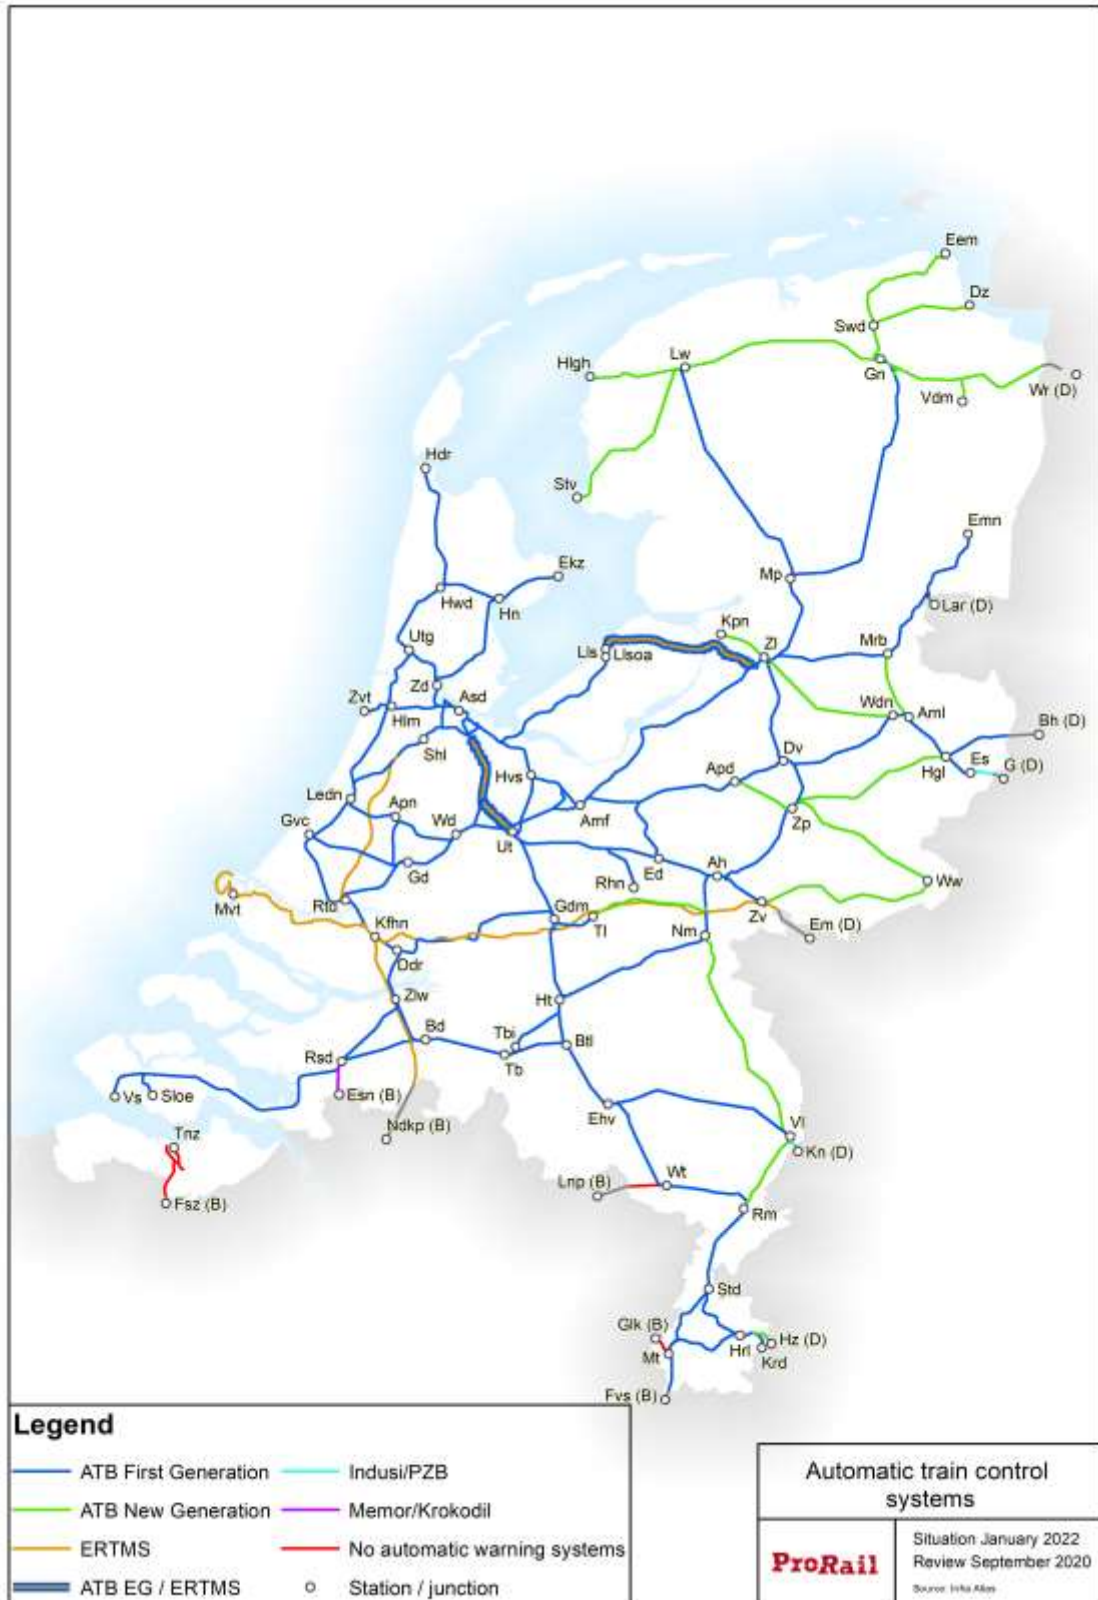 Eem
Dz
Swd
Lw
Hlgh
Gn
Wr (D)
Vdm
Hdr
Stv
Emn
Ekz
Mp
Hwd
Hn
Lar (D)
Kpn
Utg
Lls
Llsoa
Zl
Mrb
Zd
Asd
Zvt
Hlm
Wdn
Aml
Bh (D)
Shl
Dv
Hgl
Es
G (D)
Hvs
Apd
Ledn
Apn
Amf
Zp
Gvc
Wd
Ut
Gd
Rhn
Ed
Ah
Ww
Mvt
Rtd
Kfhn
Gdm
Tl
Nm
Zv
Em (D)
Ddr
Zlw
Ht
Bd
Tbi
Btl
Rsd
Tb
Vs
Sloe
Esn (B)
Ehv
Tnz
Ndkp (B)
Vl
Kn (D)
Lnp (B)
Wt
Fsz (B)
Rm
Std
Glk (B)
Hz (D)
Mt
Hrl
Krd
Fvs (B)
Legend
ATB First Generation
Indusi/PZB
ATB New Generation
Memor/Krokodil
ERTMS
No automatic warning systems
ATB EG / ERTMS
Station / junction
Automatic train control
systems
ProRail
Situation January 2022
Review September 2020
Source: Infra Atlas